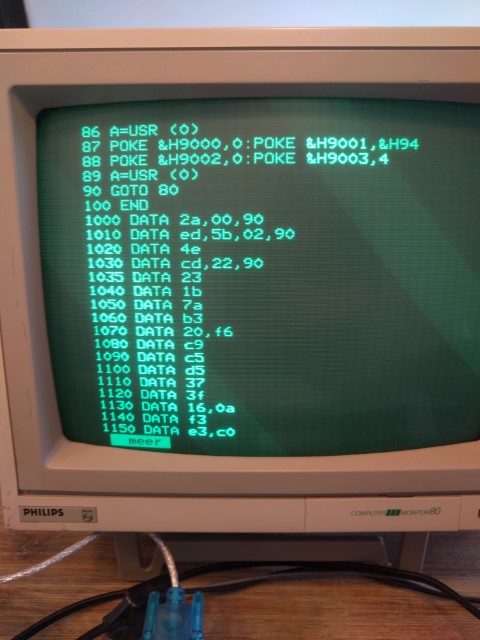 86 A=USR (0)
87 POKE &H9000,0:POKE &H9001,&H94
88 POKE &H9002,0:POKE &H9003,4
89 A=USR (0)
90 GOTO 80
100 END
1000 DATA 2a,00,90
1010 DATA ed,5b,02,90
1020 DATA 4e
1030 DATA cd,22,90
1035 DATA 23
1040 DATA 1b
1050 DATA 7a
1060 DATA b3
1070 DATA 20,f6
1080 DATA c9
1090 DATA c5
1100 DATA d5
1110 DATA 37
1120 DATA 3f
1130 DATA 16,0a
1140 DATA f3
1150 DATA e3,c0
meer
PHILIPS
COMPUTER MONITOR80